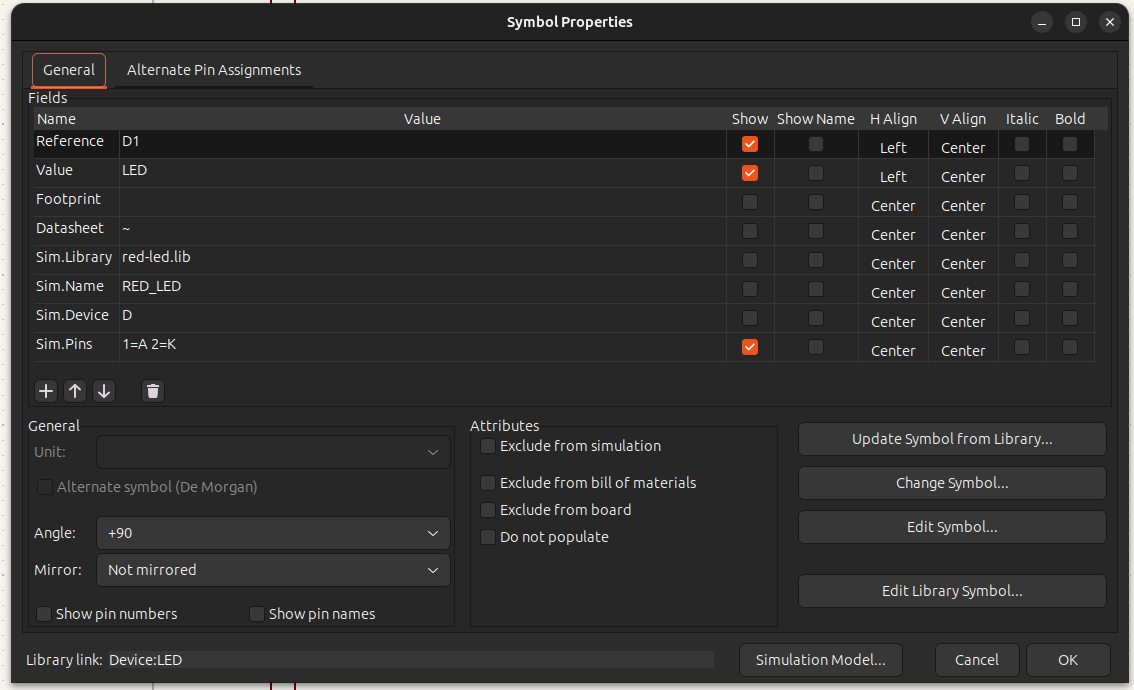 Symbol Properties
General Alternate Pin Assignments
Fields
Name Value Show Show Name H Align V Align Italic Bold
Reference D1 Left Center
Value LED Left Center
Footprint Center Center
Datasheet ~ Center Center
Sim.Library red-led.lib Center Center
Sim.Name RED_LED Center Center
Sim.Device D Center Center
Sim.Pins 1=A 2=K Center Center
General
Unit:
Alternate symbol (De Morgan)
Angle: +90
Mirror: Not mirrored
Show pin numbers Show pin names
Attributes
Exclude from simulation
Exclude from bill of materials
Exclude from board
Do not populate
Update Symbol from Library...
Change Symbol...
Edit Symbol...
Edit Library Symbol...
Library link: Device:LED
Simulation Model... Cancel OK